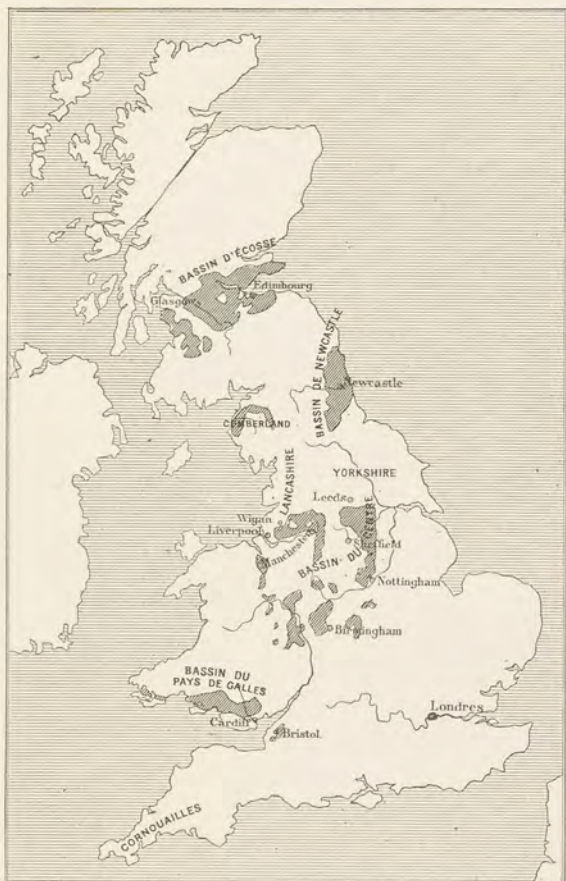 BASSIN D'ÉCOSSE
Glasgow
Edimbourg
BASSIN DE NEWCASTLE
Newcastle
CUMBERLAND
LANCASHIRE
YORKSHIRE
Leeds
Wigan
Liverpool
Manchester
Sheffield
BASSIN DU CENTRE
Nottingham
Birmingham
BASSIN DU
PAYS DE GALLES
Cardiff
Bristol
Londres
CORNOUAILLES